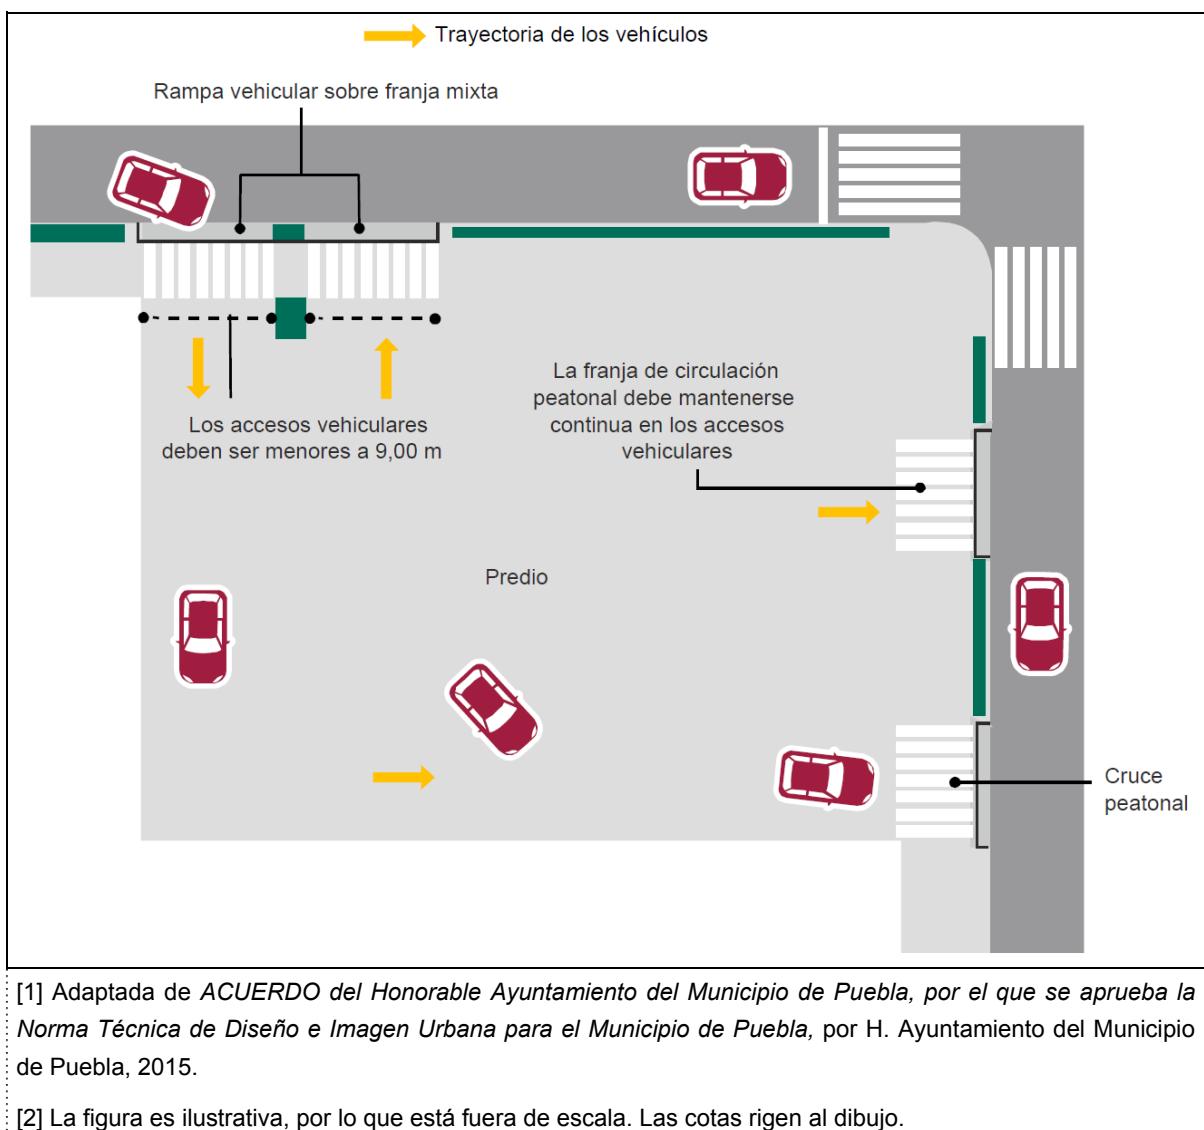 Trayectoria de los vehículos
Rampa vehicular sobre franja mixta
La franja de circulación
peatonal debe mantenerse
continua en los accesos
vehiculares
Los accesos vehiculares
deben ser menores a 9,00 m
Predio
Cruce
peatonal
[1] Adaptada de ACUERDO del Honorable Ayuntamiento del Municipio de Puebla, por el que se aprueba la
Norma Técnica de Diseño e Imagen Urbana para el Municipio de Puebla, por H. Ayuntamiento del Municipio
de Puebla, 2015.
[2] La figura es ilustrativa, por lo que está fuera de escala. Las cotas rigen al dibujo.